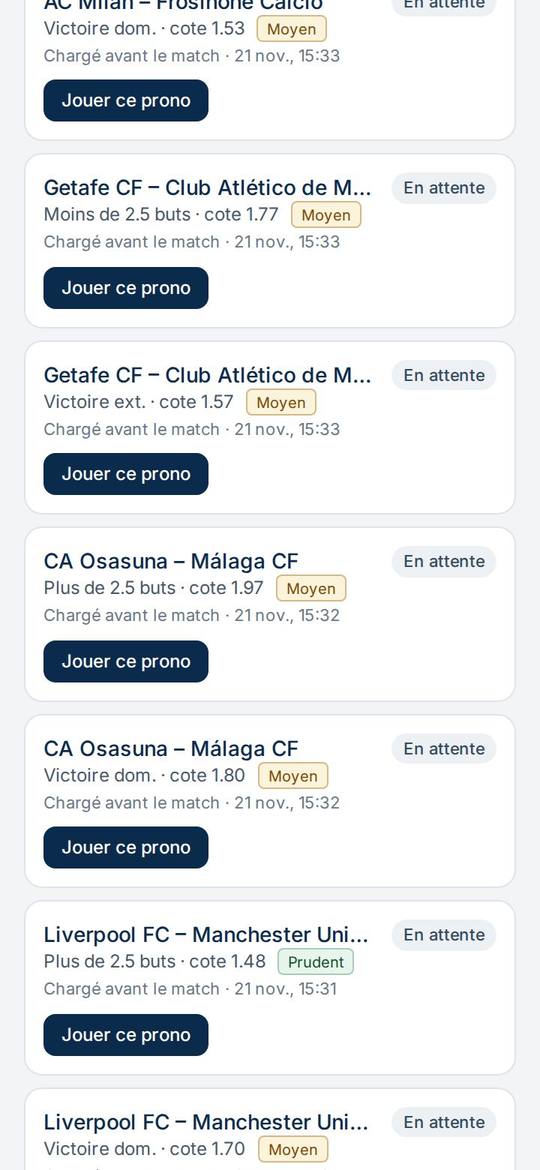 AC Milan – Frosinone Calcio
En attente
Victoire dom. · cote 1.53 Moyen
Chargé avant le match · 21 nov., 15:33
Jouer ce prono
Getafe CF – Club Atlético de M...
En attente
Moins de 2.5 buts · cote 1.77 Moyen
Chargé avant le match · 21 nov., 15:33
Jouer ce prono
Getafe CF – Club Atlético de M...
En attente
Victoire ext. · cote 1.57 Moyen
Chargé avant le match · 21 nov., 15:33
Jouer ce prono
CA Osasuna – Málaga CF
En attente
Plus de 2.5 buts · cote 1.97 Moyen
Chargé avant le match · 21 nov., 15:32
Jouer ce prono
CA Osasuna – Málaga CF
En attente
Victoire dom. · cote 1.80 Moyen
Chargé avant le match · 21 nov., 15:32
Jouer ce prono
Liverpool FC – Manchester Uni...
En attente
Plus de 2.5 buts · cote 1.48 Prudent
Chargé avant le match · 21 nov., 15:31
Jouer ce prono
Liverpool FC – Manchester Uni...
En attente
Victoire dom. · cote 1.70 Moyen